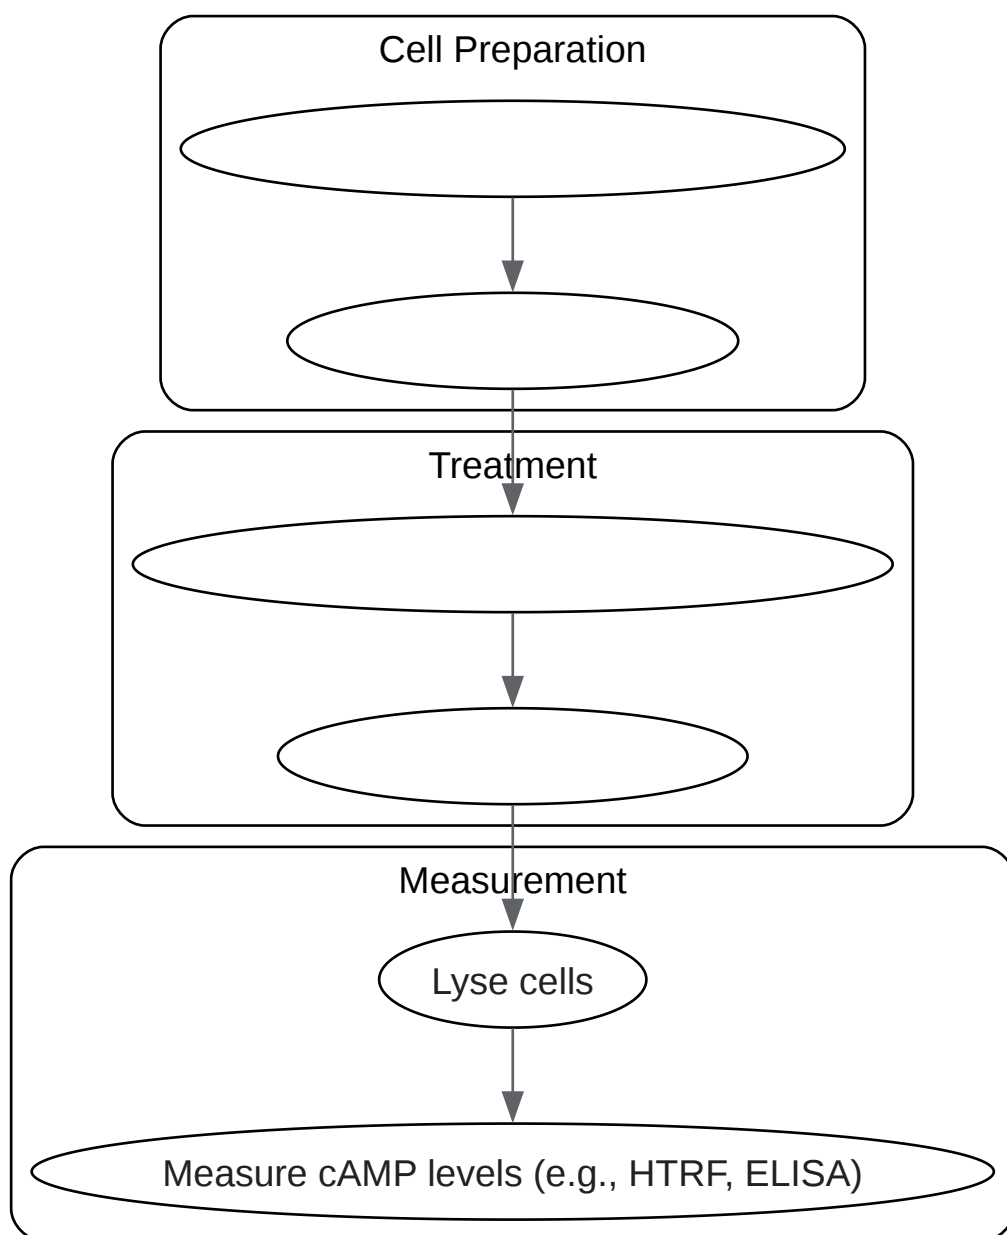 Cell Preparation
Treatment
Measurement
Lyse cells
Measure cAMP levels (e.g., HTRF, ELISA)